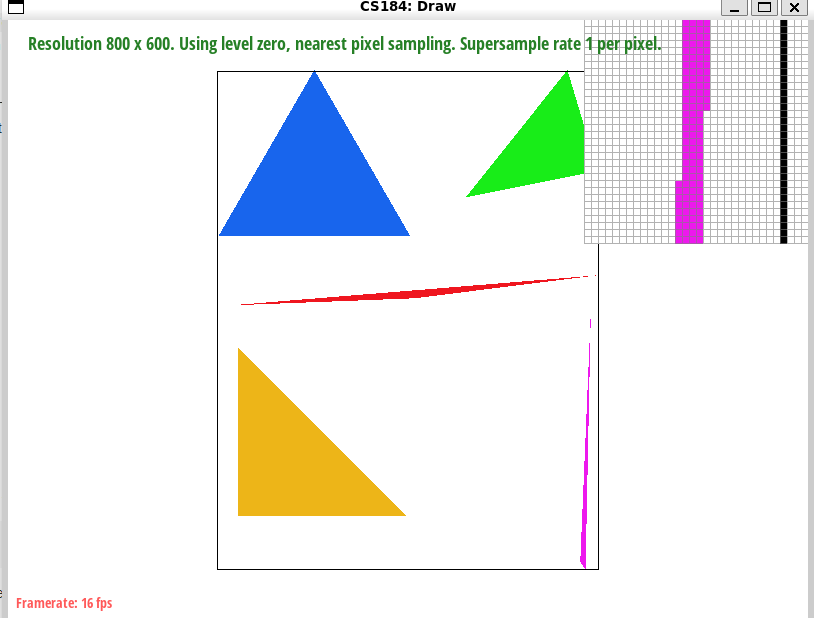 CS184: Draw
Resolution 800 x 600. Using level zero, nearest pixel sampling. Supersample rate 1 per pixel.
Framerate: 16 fps